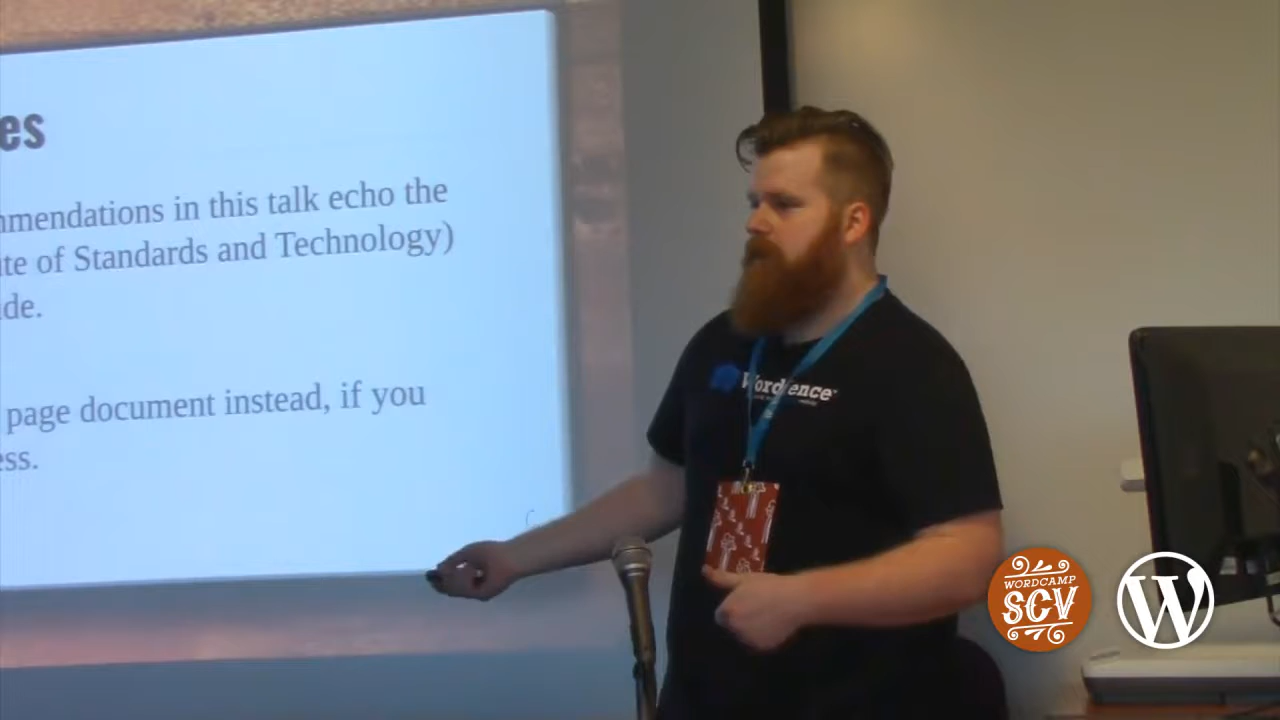 es
mmendations in this talk echo the
ute of Standards and Technology)
ide.
page document instead, if you
ess.
Wordfence
WORDCAMP
SCV
W